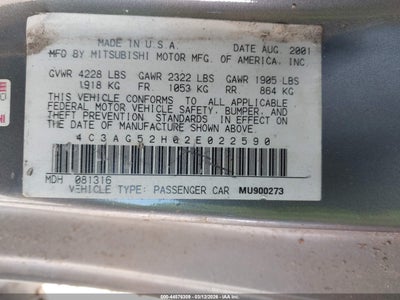 MADE IN U.S.A. DATE AUG. 2001
MFG BY MITSUBISHI MOTOR MFG. OF AMERICA, INC
GVWR 4228 LBS GAWR 2322 LBS GAWR 1905 LBS
1918 KG FR 1053 KG RR 864 KG
THIS VEHICLE CONFORMS TO ALL APPLICABLE
FEDERAL MOTOR VEHICLE SAFETY, BUMPER, AND
THEFT PREVENTION STANDARDS IN EFFECT ON
THE DATE OF MANUFACTURE SHOWN ABOVE.
4C3AG52H02E022590
MDH 081316
VEHICLE TYPE: PASSENGER CAR MU900273